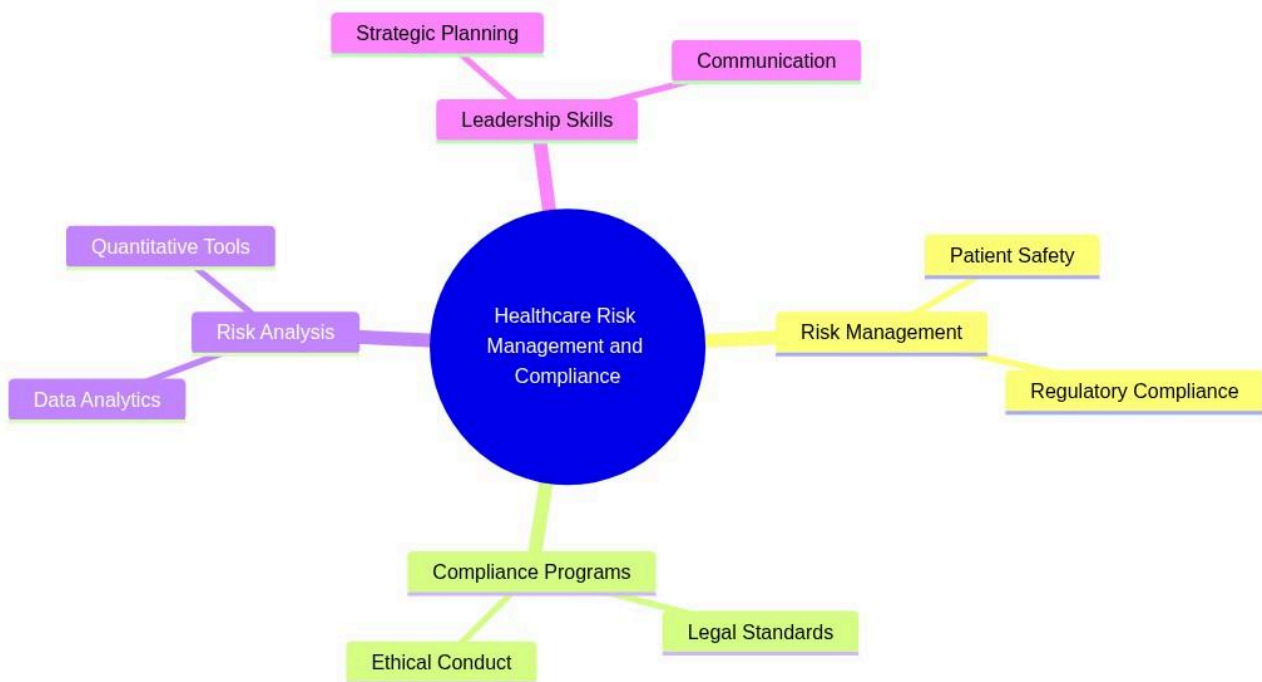 Strategic Planning
Communication
Leadership Skills
Quantitative Tools
Risk Analysis
Data Analytics
Healthcare Risk
Management and
Compliance
Patient Safety
Risk Management
Regulatory Compliance
Compliance Programs
Legal Standards
Ethical Conduct